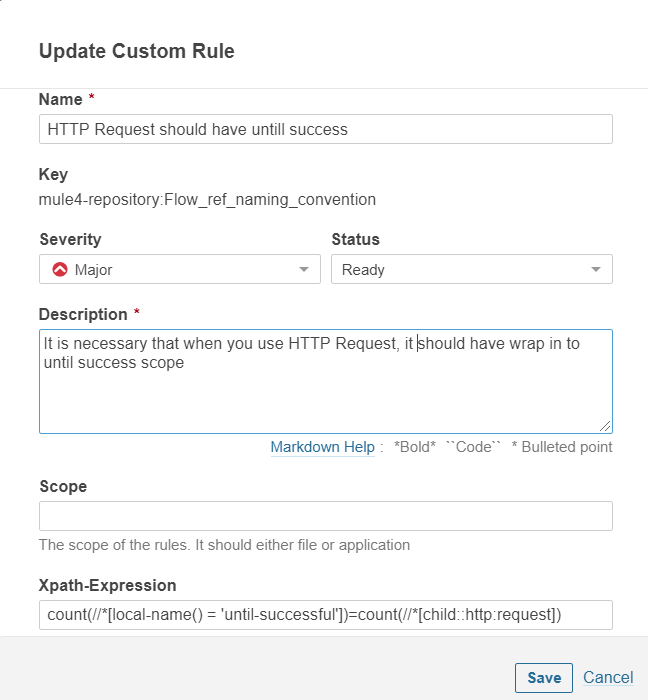 Update Custom Rule
Name *
HTTP Request should have untill success
Key
mule4-repository:Flow_ref_naming_convention
Severity Status
Major Ready
Description *
It is necessary that when you use HTTP Request, it should have wrap in to
until success scope
Markdown Help : *Bold* ``Code`` * Bulleted point
Scope
The scope of the rules. It should either file or application
Xpath-Expression
count(//*[local-name() = 'until-successful'])=count(//*[child::http:request])
Save Cancel